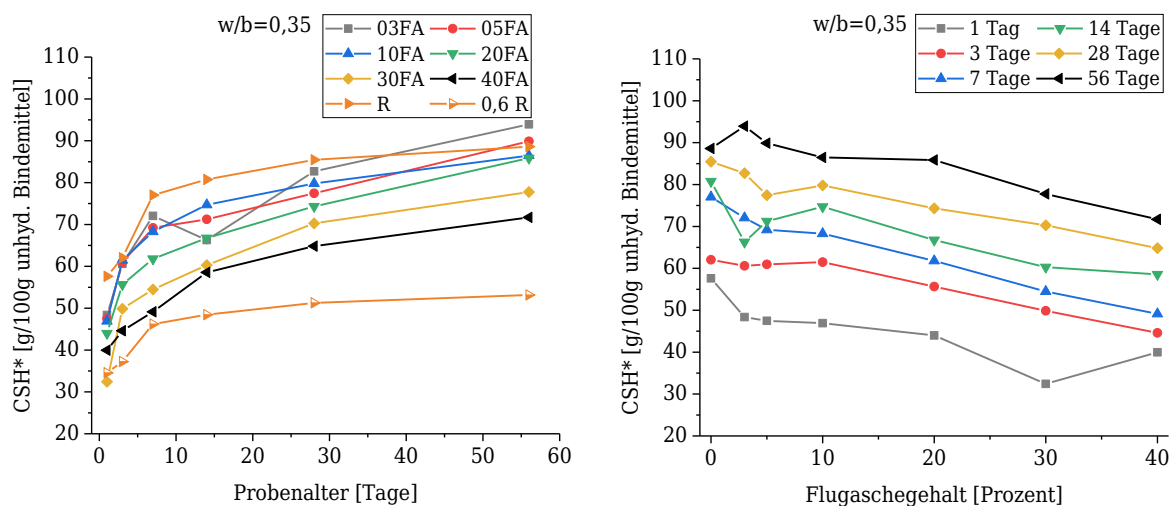 w/b=0,35
03FA 05FA
10FA 20FA
30FA 40FA
R 0,6 R
CSH* [g/100g unhyd. Bindemittel]
110
100
90
80
70
60
50
40
30
20
0 10 20 30 40 50 60
Probenalter [Tage]
w/b=0,35
1 Tag 14 Tage
3 Tage 28 Tage
7 Tage 56 Tage
CSH* [g/100g unhyd. Bindemittel]
110
100
90
80
70
60
50
40
30
20
0 10 20 30 40
Flugaschegehalt [Prozent]